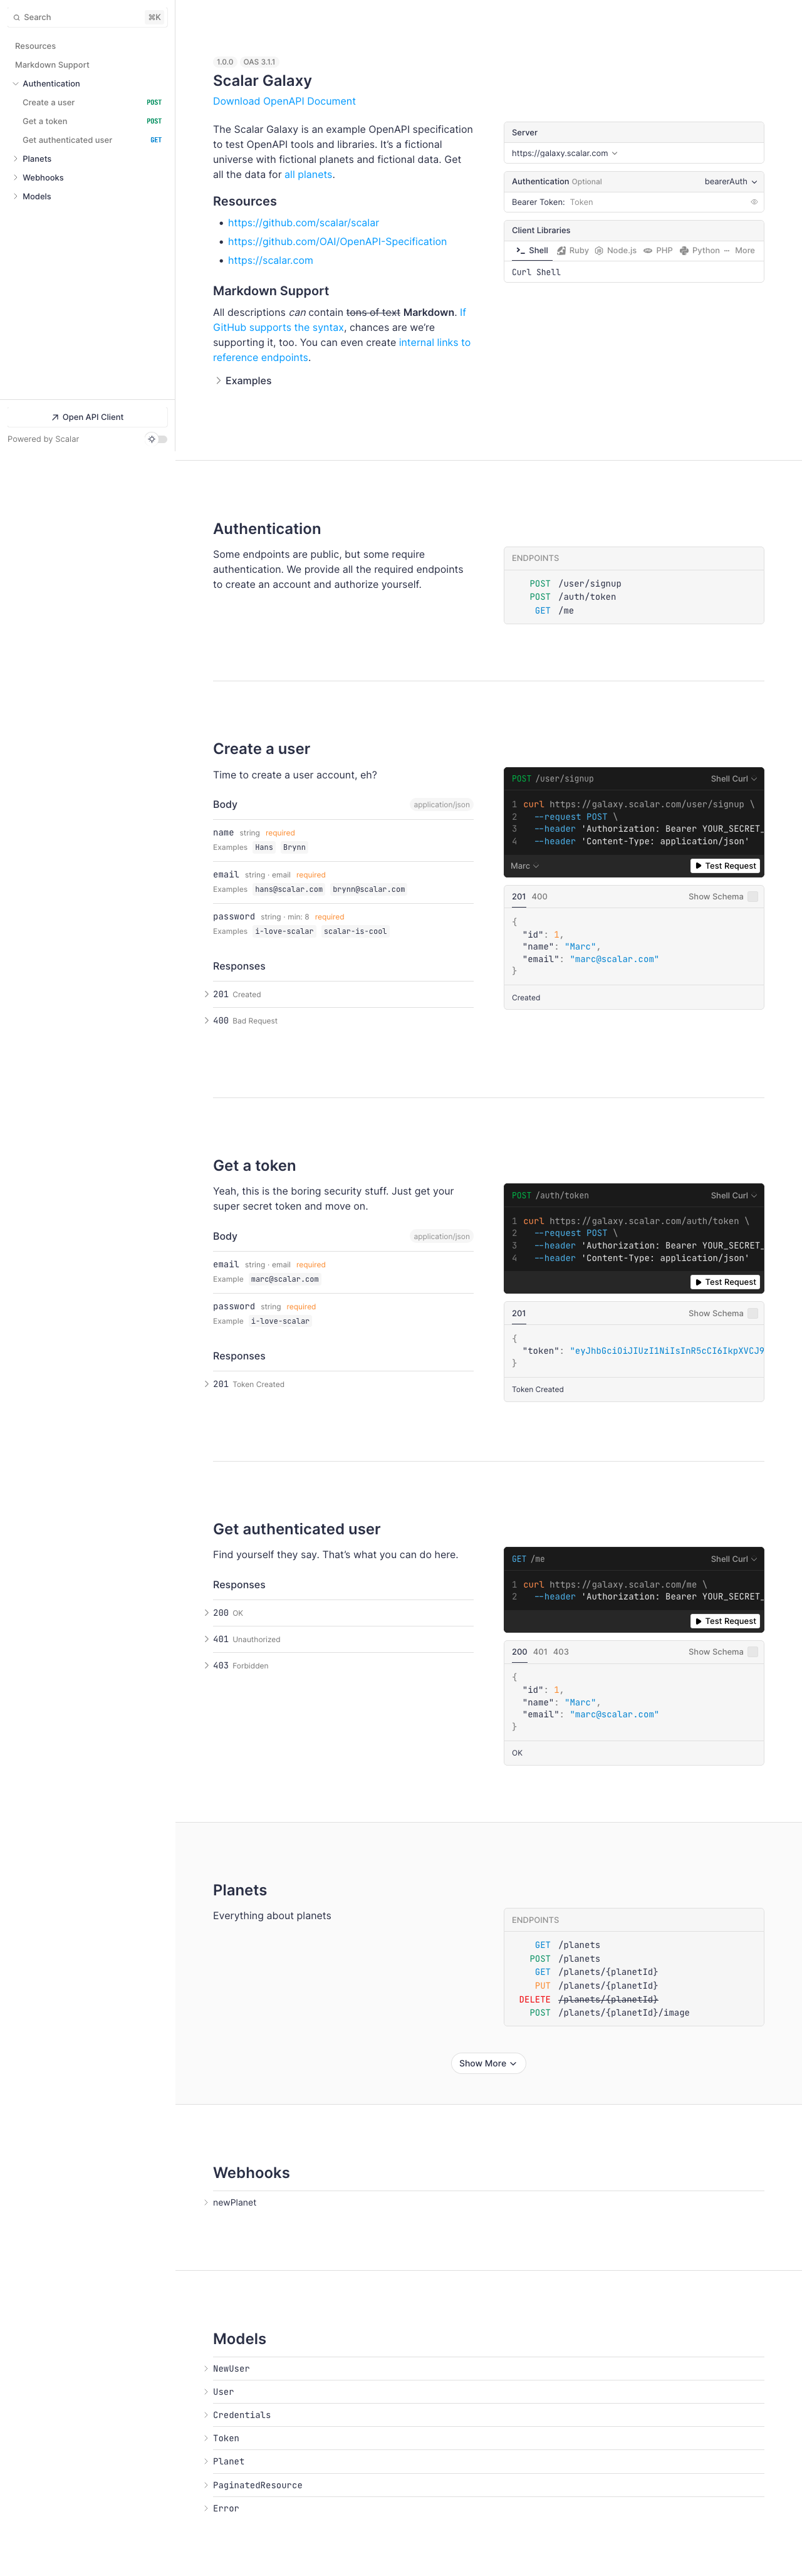 Search
⌘K
Resources
Markdown Support
Authentication
Create a user POST
Get a token POST
Get authenticated user GET
Planets
Webhooks
Models
Open API Client
Powered by Scalar
1.0.0 OAS 3.1.1
Scalar Galaxy
Download OpenAPI Document
The Scalar Galaxy is an example OpenAPI specification
to test OpenAPI tools and libraries. It's a fictional
universe with fictional planets and fictional data. Get
all the data for all planets.
Resources
• https://github.com/scalar/scalar
• https://github.com/OAI/OpenAPI-Specification
• https://scalar.com
Markdown Support
All descriptions can contain tons of text Markdown. If
GitHub supports the syntax, chances are we're
supporting it, too. You can even create internal links to
reference endpoints.
Examples
Server
https://galaxy.scalar.com
Authentication Optional bearerAuth
Bearer Token: Token
Client Libraries
Shell Ruby Node.js PHP Python More
Curl Shell
Authentication
Some endpoints are public, but some require
authentication. We provide all the required endpoints
to create an account and authorize yourself.
ENDPOINTS
POST /user/signup
POST /auth/token
GET /me
Create a user
Time to create a user account, eh?
Body application/json
name string required
Examples Hans Brynn
email string · email required
Examples hans@scalar.com brynn@scalar.com
password string · min: 8 required
Examples i-love-scalar scalar-is-cool
Responses
201 Created
400 Bad Request
POST /user/signup Shell Curl
1 curl https://galaxy.scalar.com/user/signup \
2 --request POST \
3 --header 'Authorization: Bearer YOUR_SECRET_
4 --header 'Content-Type: application/json'
Marc Test Request
201 400 Show Schema
{
"id": 1,
"name": "Marc",
"email": "marc@scalar.com"
}
Created
Get a token
Yeah, this is the boring security stuff. Just get your
super secret token and move on.
Body application/json
email string · email required
Example marc@scalar.com
password string required
Example i-love-scalar
Responses
201 Token Created
POST /auth/token Shell Curl
1 curl https://galaxy.scalar.com/auth/token \
2 --request POST \
3 --header 'Authorization: Bearer YOUR_SECRET_
4 --header 'Content-Type: application/json'
Test Request
201 Show Schema
{
"token": "eyJhbGciOiJIUzI1NiIsInR5cCI6IkpXVCJ9
}
Token Created
Get authenticated user
Find yourself they say. That's what you can do here.
Responses
200 OK
401 Unauthorized
403 Forbidden
GET /me Shell Curl
1 curl https://galaxy.scalar.com/me \
2 --header 'Authorization: Bearer YOUR_SECRET_
Test Request
200 401 403 Show Schema
{
"id": 1,
"name": "Marc",
"email": "marc@scalar.com"
}
OK
Planets
Everything about planets
ENDPOINTS
GET /planets
POST /planets
GET /planets/{planetId}
PUT /planets/{planetId}
DELETE /planets/{planetId}
POST /planets/{planetId}/image
Show More
Webhooks
newPlanet
Models
NewUser
User
Credentials
Token
Planet
PaginatedResource
Error